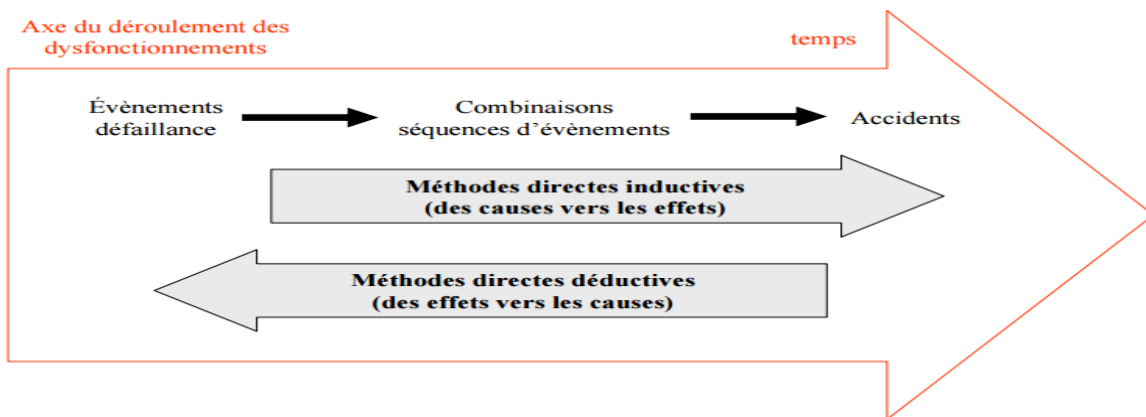 Axe du déroulement des
dysfonctionnements
temps
Évènements
défaillance
Combinaisons
séquences d'évènements
Accidents
Méthodes directes inductives
(des causes vers les effets)
Méthodes directes déductives
(des effets vers les causes)